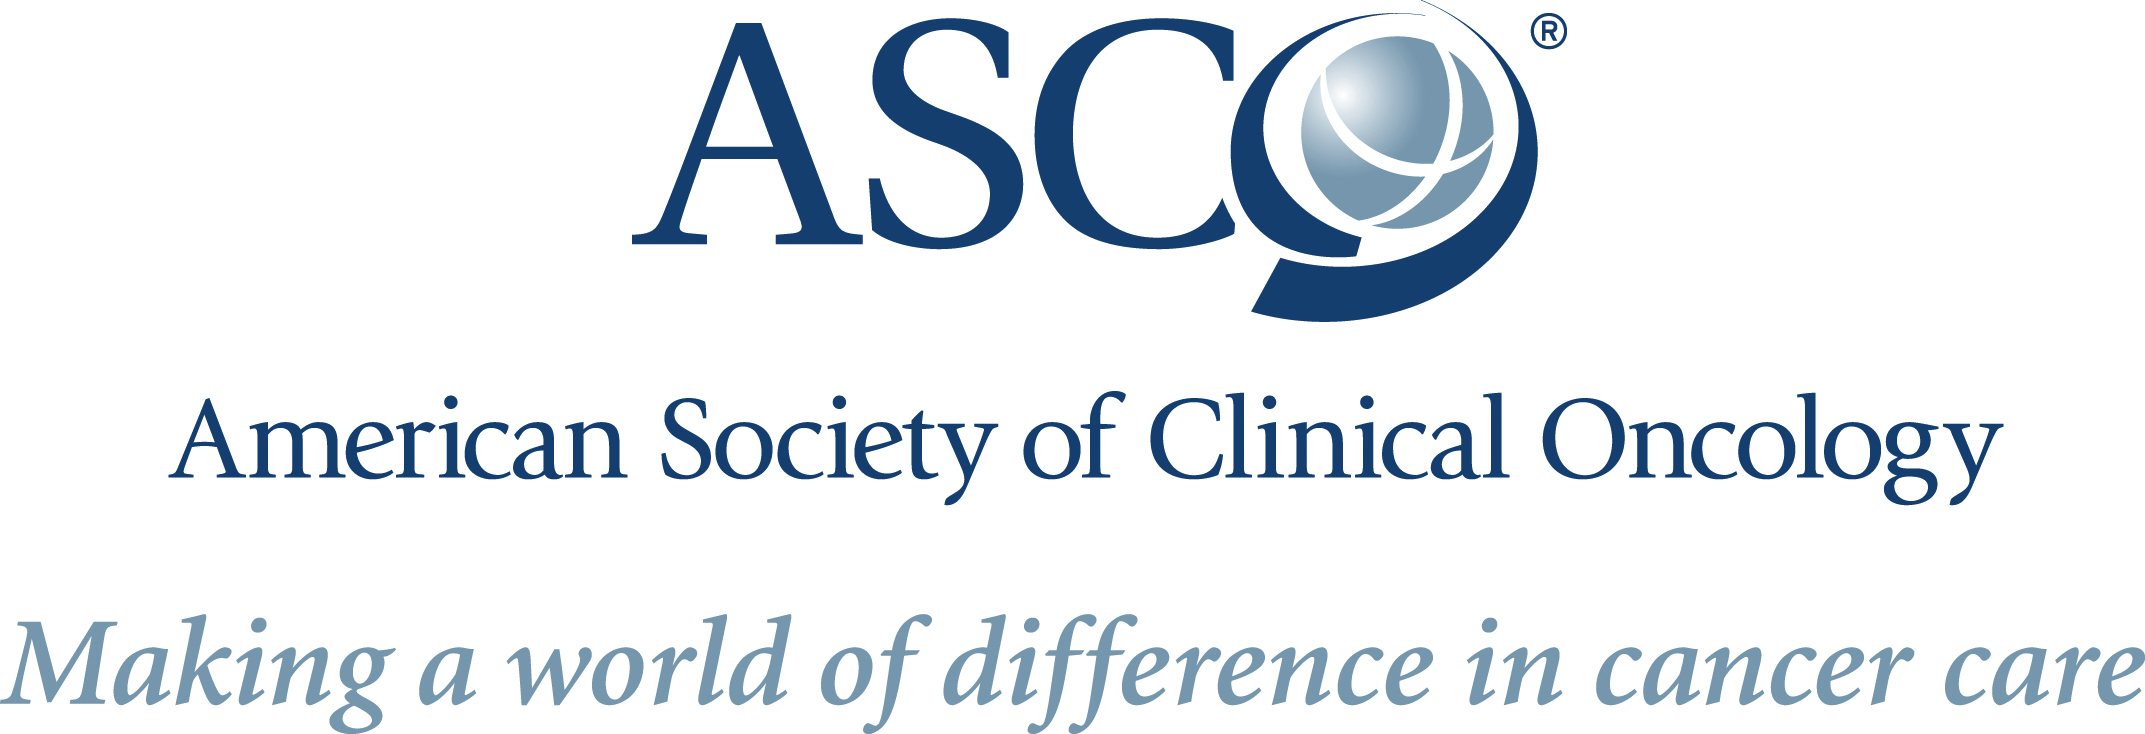 ASCO®
American Society of Clinical Oncology
Making a world of difference in cancer care